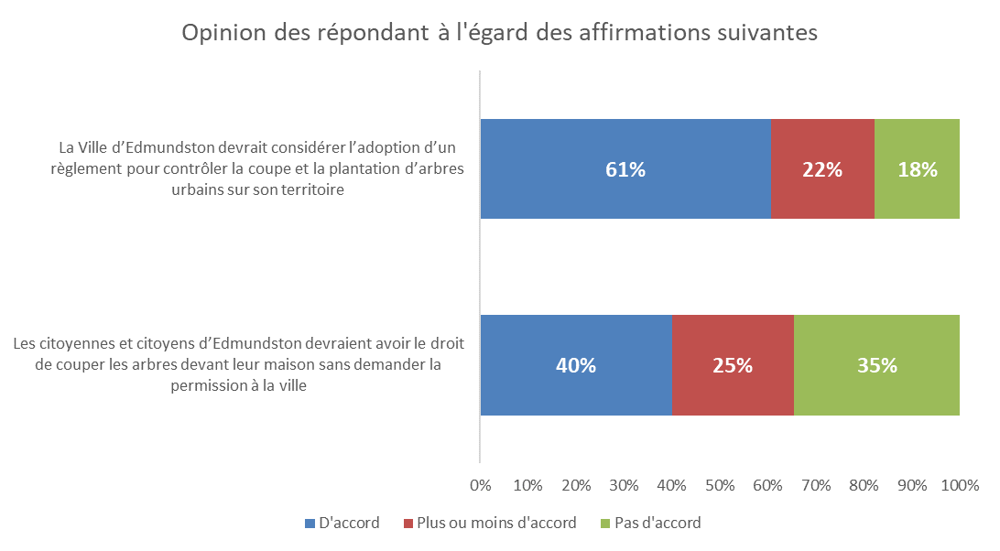 Opinion des répondant à l'égard des affirmations suivantes
La Ville d’Edmundston devrait considérer l’adoption d’un
règlement pour contrôler la coupe et la plantation d’arbres
urbains sur son territoire
61%
22%
18%
Les citoyennes et citoyens d’Edmundston devraient avoir le droit
de couper les arbres devant leur maison sans demander la
permission à la ville
40%
25%
35%
0% 10% 20% 30% 40% 50% 60% 70% 80% 90% 100%
D'accord Plus ou moins d'accord Pas d'accord